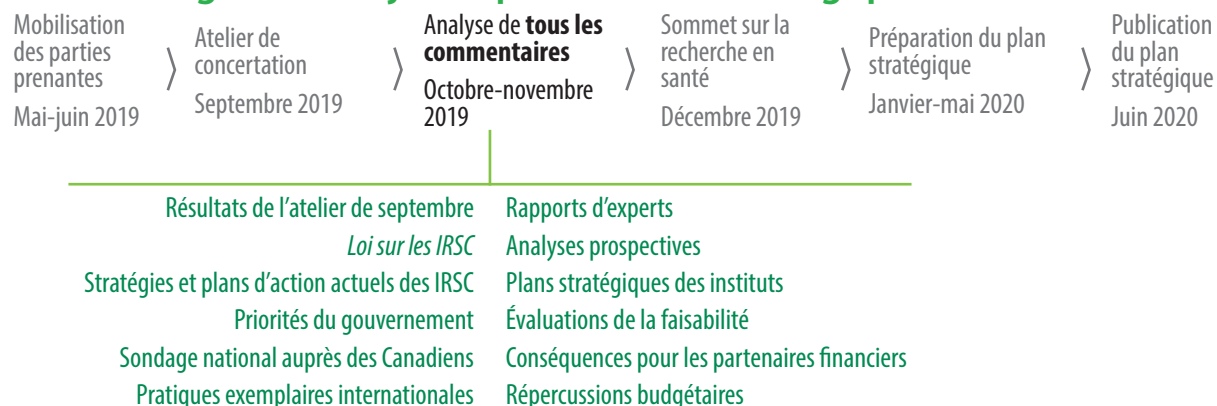 Mobilisation
des parties
prenantes
Mai-juin 2019
Atelier de
concertation
Septembre 2019
Analyse de tous les
commentaires
Octobre-novembre
2019
Sommet sur la
recherche en
santé
Décembre 2019
Préparation du plan
stratégique
Janvier-mai 2020
Publication
du plan
stratégique
Juin 2020
Résultats de l’atelier de septembre
Loi sur les IRSC
Stratégies et plans d’action actuels des IRSC
Priorités du gouvernement
Sondage national auprès des Canadiens
Pratiques exemplaires internationales
Rapports d’experts
Analyses prospectives
Plans stratégiques des instituts
Évaluations de la faisabilité
Conséquences pour les partenaires financiers
Répercussions budgétaires